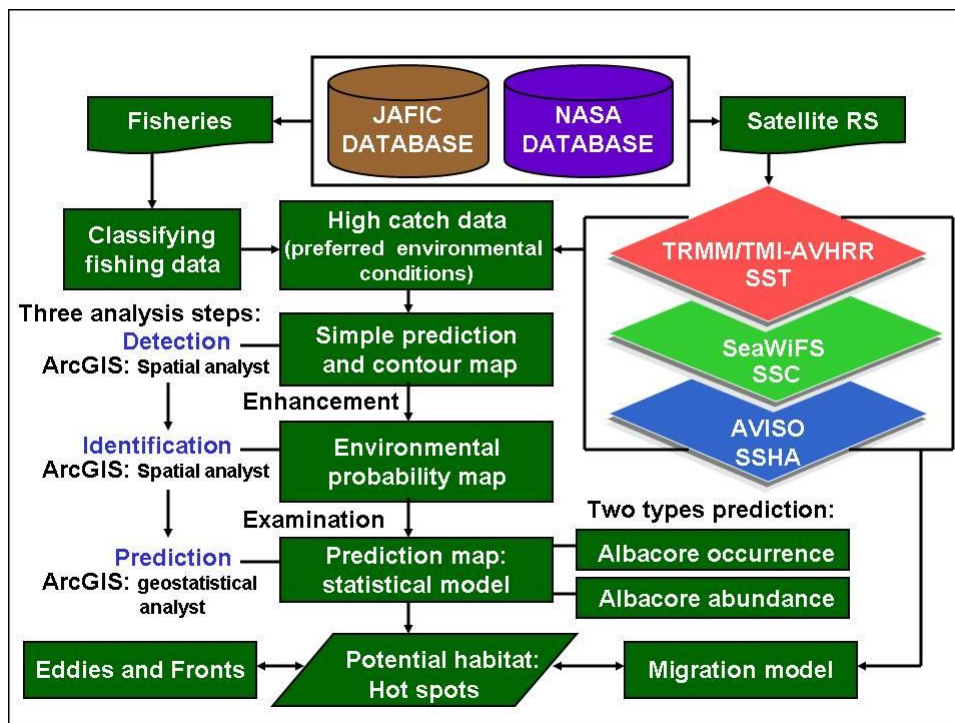 JAFIC
DATABASE
NASA
DATABASE
Fisheries
Satellite RS
Classifying
fishing data
High catch data
(preferred environmental
conditions)
TRMM/TMI-AVHRR
SST
SeaWiFS
SSC
AVISO
SSHA
Three analysis steps:
Detection
ArcGIS: Spatial analyst
Simple prediction
and contour map
Enhancement
Identification
ArcGIS: Spatial analyst
Environmental
probability map
Examination
Two types prediction:
Prediction
ArcGIS: geostatistical
analyst
Prediction map:
statistical model
Albacore occurrence
Albacore abundance
Eddies and Fronts
Potential habitat:
Hot spots
Migration model